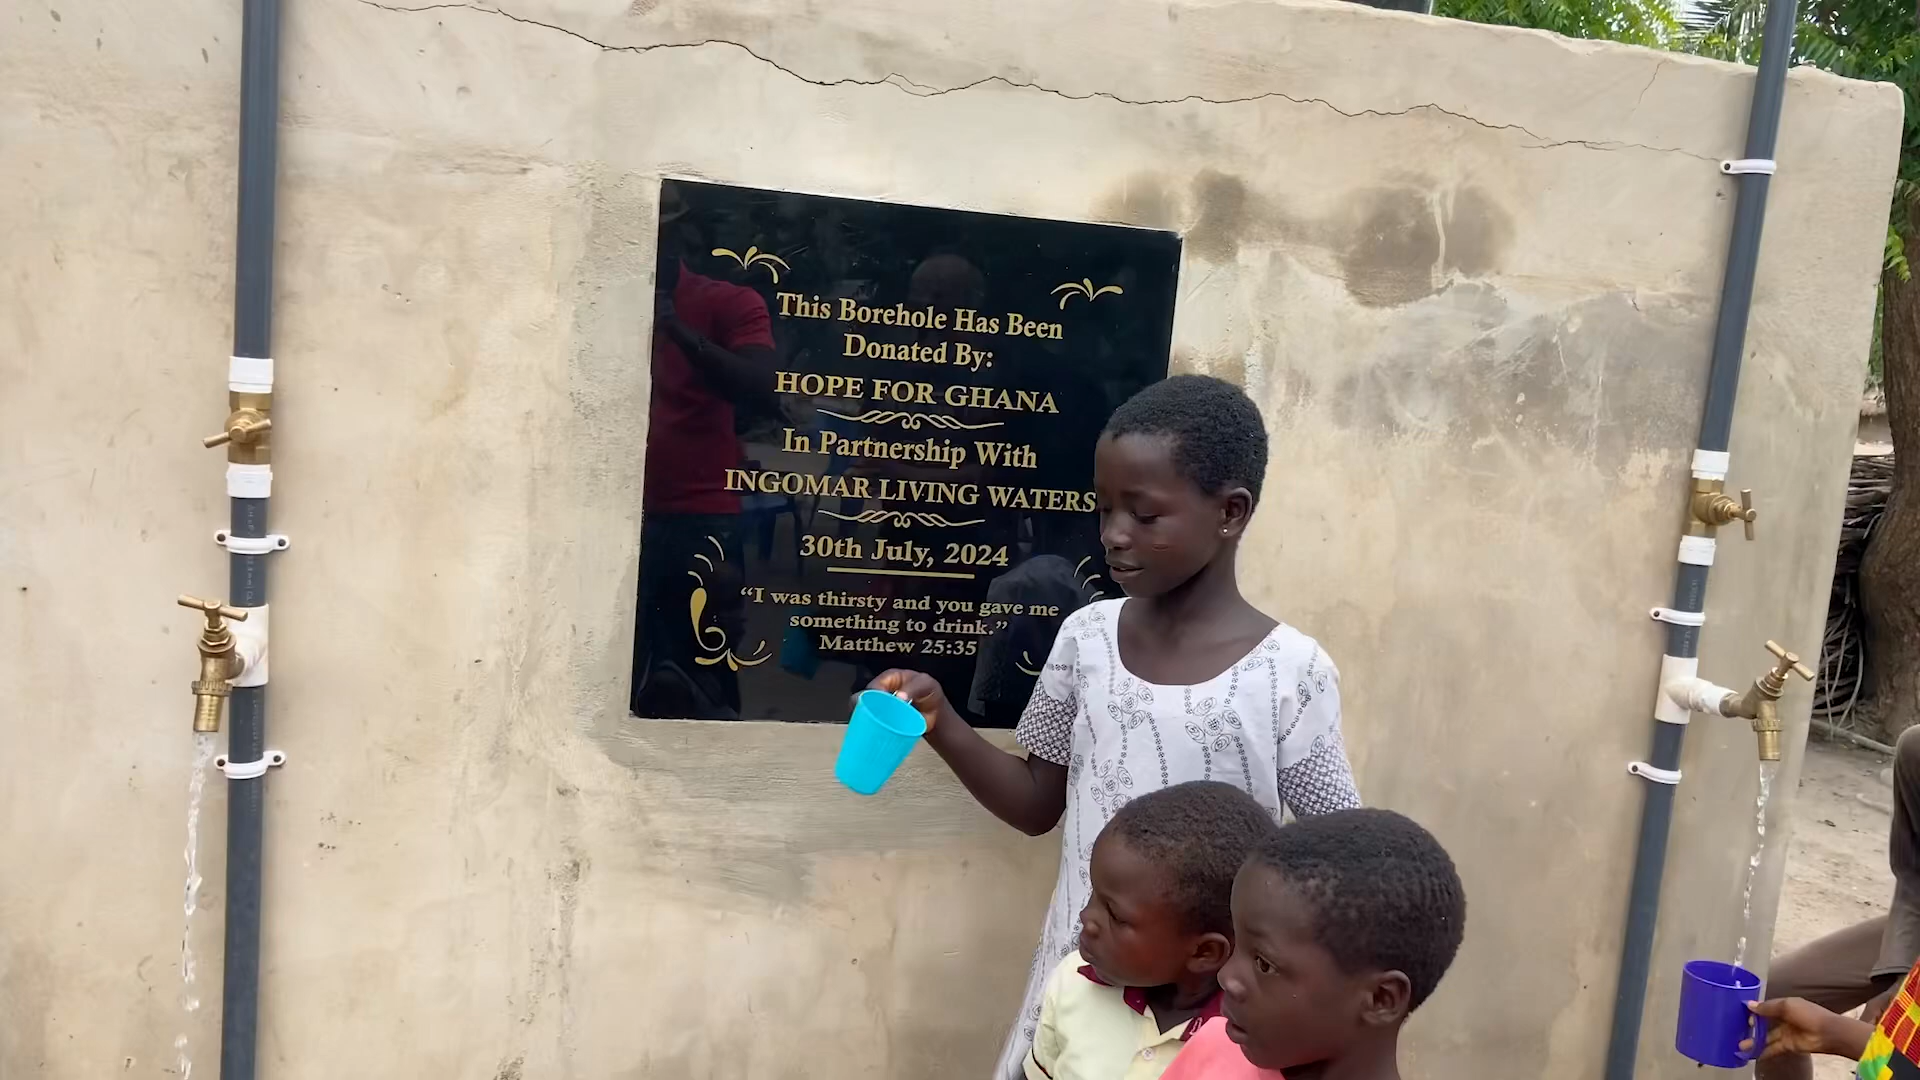 This Borehole Has Been
Donated By:
HOPE FOR GHANA
In Partnership With
INGOMAR LIVING WATERS
30th July, 2024
“I was thirsty and you gave me
something to drink.”
Matthew 25:35